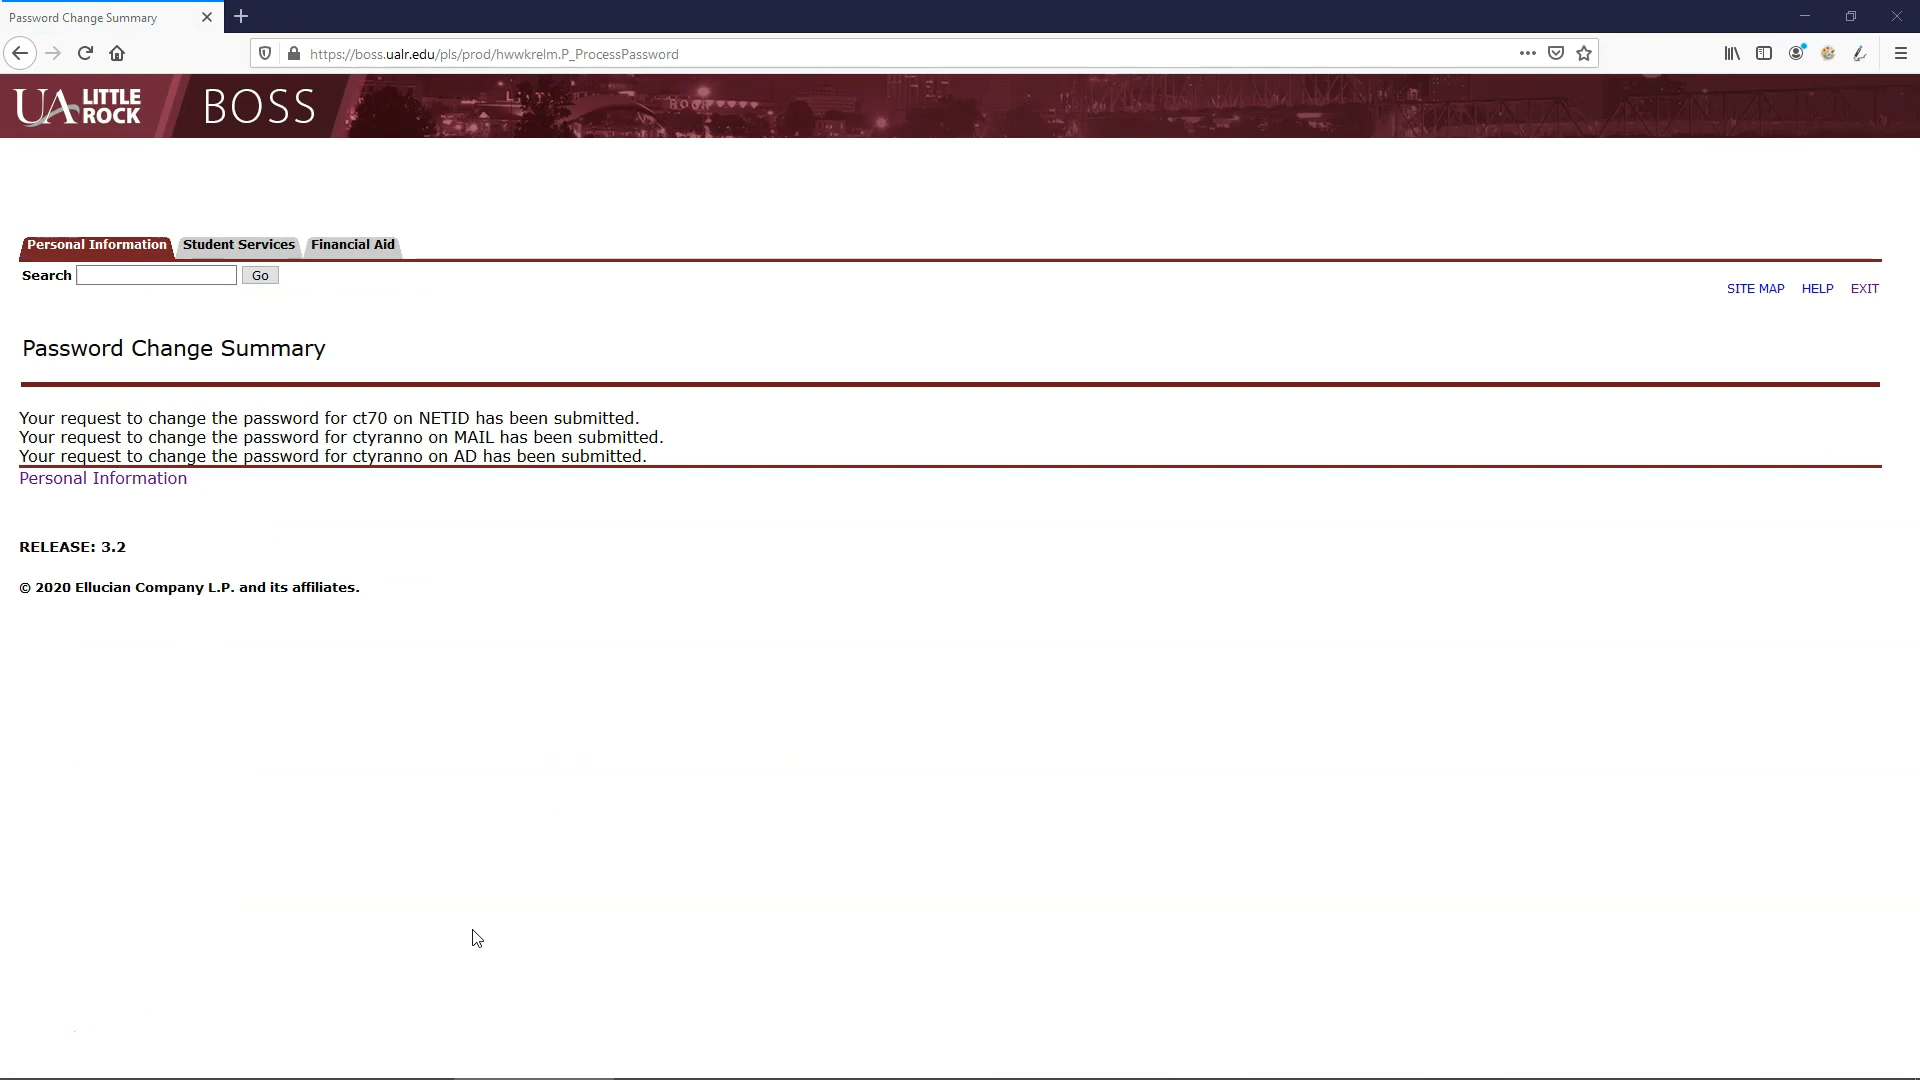 Password Change Summary
https://boss.ualr.edu/pls/prod/hwwkrelm.P_ProcessPassword
UA LITTLE ROCK BOSS
Personal Information Student Services Financial Aid
Search Go
SITE MAP HELP EXIT
Password Change Summary
Your request to change the password for ct70 on NETID has been submitted.
Your request to change the password for ctyranno on MAIL has been submitted.
Your request to change the password for ctyranno on AD has been submitted.
Personal Information
RELEASE: 3.2
© 2020 Ellucian Company L.P. and its affiliates.